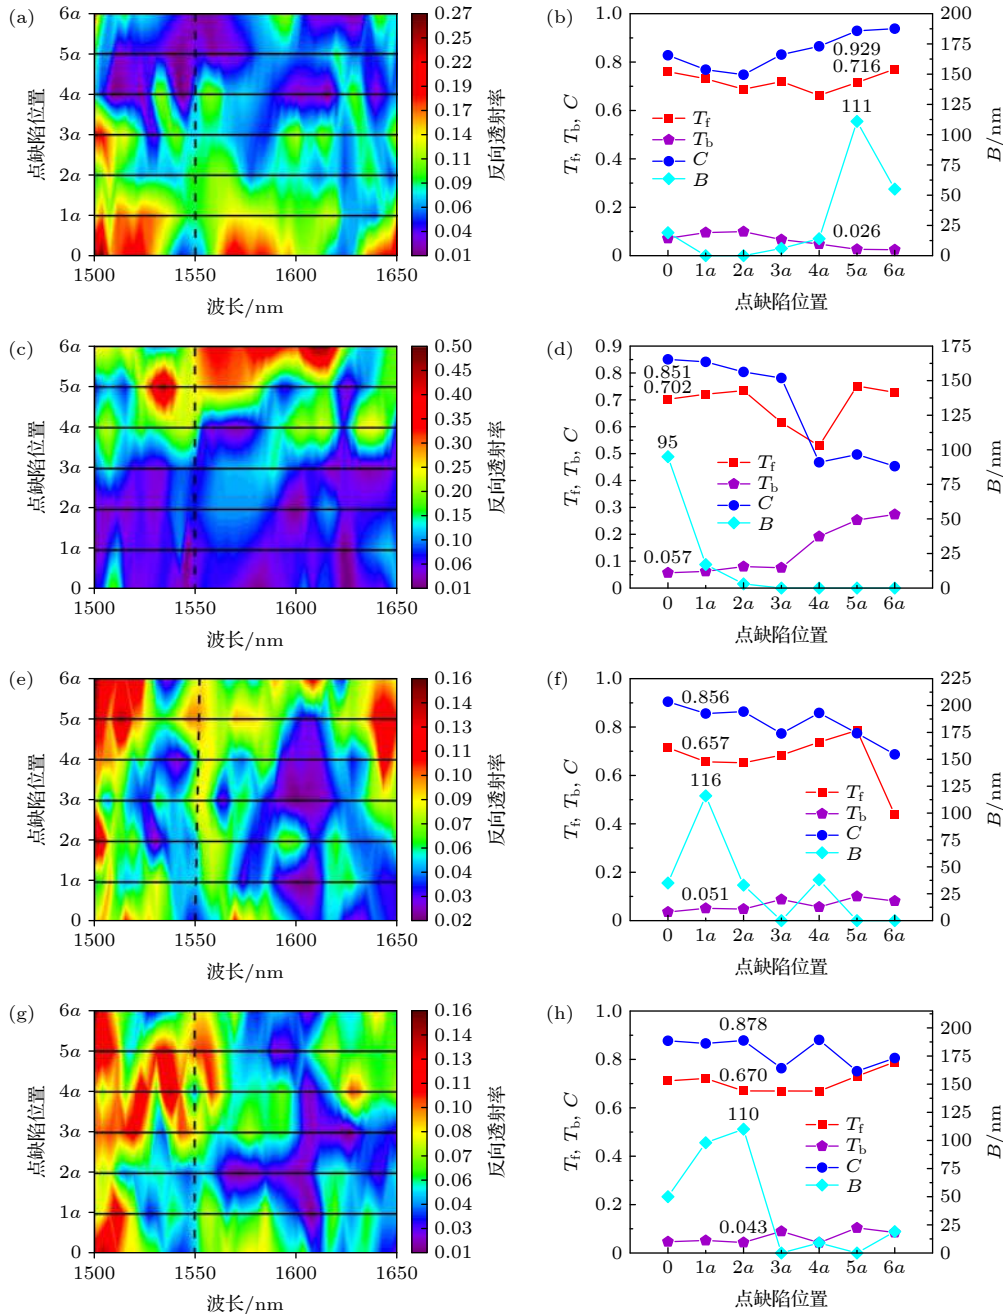 (a)
6a
5a
4a
3a
2a
1a
0
点缺陷位置
1500
1550
1600
1650
波长/nm
0.27
0.25
0.22
0.19
0.17
0.14
0.11
0.09
0.06
0.03
0.01
反向透射率
(b)
1.0
0.8
0.6
0.4
0.2
0
Tf, Tb, C
200
175
150
125
100
75
50
25
0
B/nm
0.929
0.716
111
0.026
Tf
Tb
C
B
0 1a 2a 3a 4a 5a 6a
点缺陷位置
(c)
6a
5a
4a
3a
2a
1a
0
点缺陷位置
1500
1550
1600
1650
波长/nm
0.50
0.45
0.40
0.35
0.30
0.25
0.20
0.15
0.10
0.06
0.01
反向透射率
(d)
0.9
0.8
0.7
0.6
0.5
0.4
0.3
0.2
0.1
0
Tf, Tb, C
175
150
125
100
75
50
25
0
B/nm
0.851
0.702
95
0.057
Tf
Tb
C
B
0 1a 2a 3a 4a 5a 6a
点缺陷位置
(e)
6a
5a
4a
3a
2a
1a
0
点缺陷位置
1500
1550
1600
1650
波长/nm
0.16
0.14
0.13
0.11
0.10
0.09
0.07
0.06
0.04
0.03
0.02
反向透射率
(f)
1.0
0.8
0.6
0.4
0.2
0
Tf, Tb, C
225
200
175
150
125
100
75
50
25
0
B/nm
0.856
0.657
116
0.051
Tf
Tb
C
B
0 1a 2a 3a 4a 5a 6a
点缺陷位置
(g)
6a
5a
4a
3a
2a
1a
0
点缺陷位置
1500
1550
1600
1650
波长/nm
0.16
0.14
0.13
0.11
0.10
0.08
0.07
0.05
0.04
0.03
0.01
反向透射率
(h)
1.0
0.8
0.6
0.4
0.2
0
Tf, Tb, C
200
175
150
125
100
75
50
25
0
B/nm
0.878
0.670
110
0.043
Tf
Tb
C
B
0 1a 2a 3a 4a 5a 6a
点缺陷位置